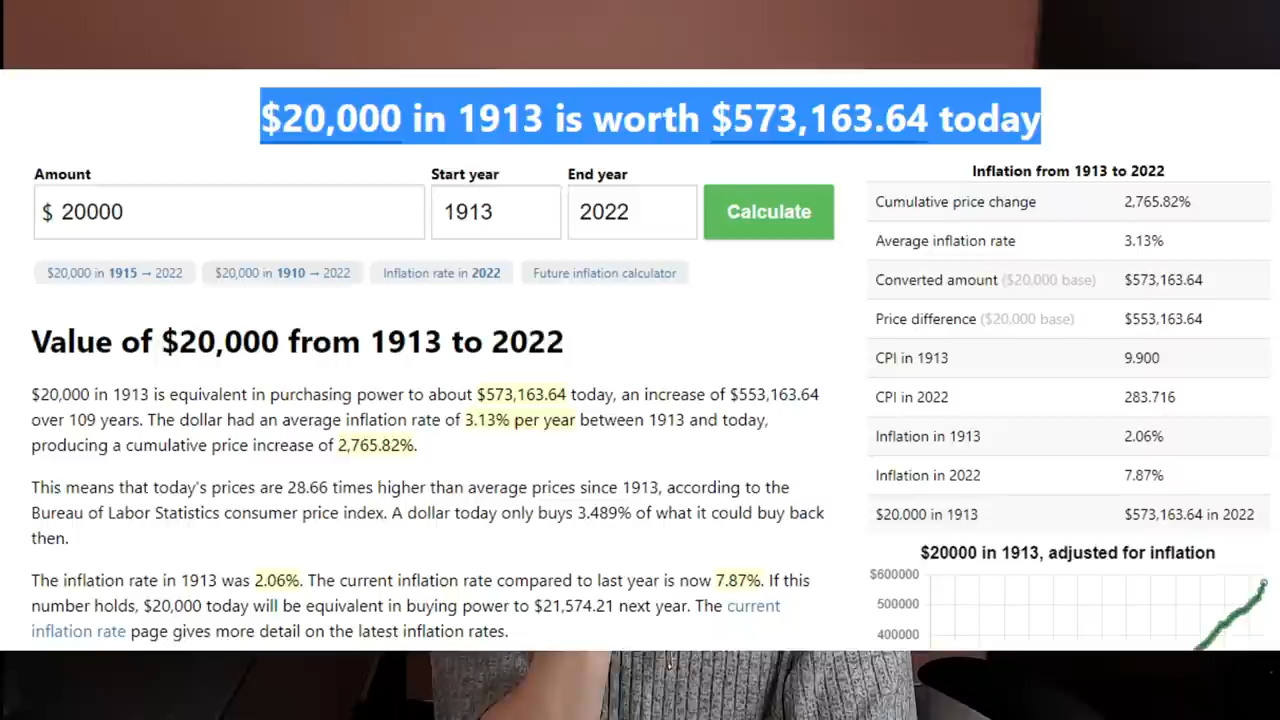 $20,000 in 1913 is worth $573,163.64 today
Amount
Start year
End year
$ 20000
1913
2022
Calculate
$20,000 in 1915 → 2022
$20,000 in 1910 → 2022
Inflation rate in 2022
Future inflation calculator
Value of $20,000 from 1913 to 2022
$20,000 in 1913 is equivalent in purchasing power to about $573,163.64 today, an increase of $553,163.64
over 109 years. The dollar had an average inflation rate of 3.13% per year between 1913 and today,
producing a cumulative price increase of 2,765.82%.
This means that today's prices are 28.66 times higher than average prices since 1913, according to the
Bureau of Labor Statistics consumer price index. A dollar today only buys 3.489% of what it could buy back
then.
The inflation rate in 1913 was 2.06%. The current inflation rate compared to last year is now 7.87%. If this
number holds, $20,000 today will be equivalent in buying power to $21,574.21 next year. The current
inflation rate page gives more detail on the latest inflation rates.
Inflation from 1913 to 2022
Cumulative price change 2,765.82%
Average inflation rate 3.13%
Converted amount ($20,000 base) $573,163.64
Price difference ($20,000 base) $553,163.64
CPI in 1913 9.900
CPI in 2022 283.716
Inflation in 1913 2.06%
Inflation in 2022 7.87%
$20.000 in 1913 $573,163.64 in 2022
$20000 in 1913, adjusted for inflation
$600000
500000
400000